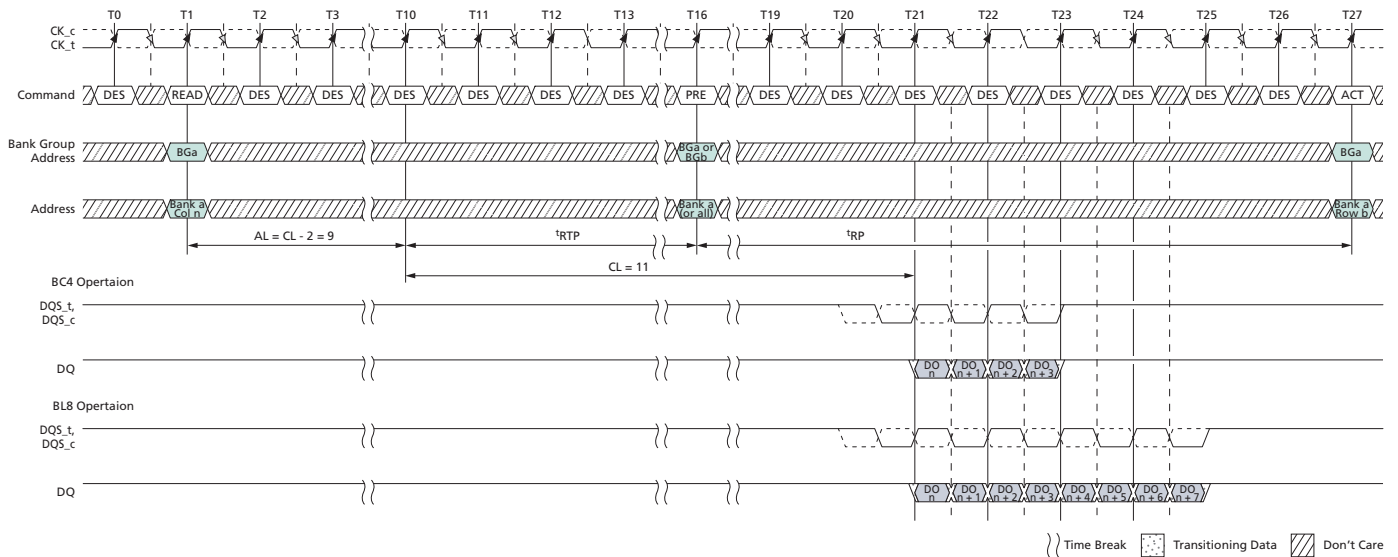 T0 T1 T2 T3 T10 T11 T12 T13 T16 T19 T20 T21 T22 T23 T24 T25 T26 T27
CK_c
CK_t
Command DES READ DES DES DES DES DES DES PRE DES DES DES DES DES DES DES DES ACT
Bank Group
Address
BGa
BGa or
BGb
BGa
Address
Bank a
Col n
Bank a
(or all)
Bank a
Row b
AL = CL - 2 = 9
tRTP
tRP
CL = 11
BC4 Opertaion
DQS_t,
DQS_c
DQ
DO
n
DO
n + 1
DO
n + 2
DO
n + 3
BL8 Opertaion
DQS_t,
DQS_c
DQ
DO
n
DO
n + 1
DO
n + 2
DO
n + 3
DO
n + 4
DO
n + 5
DO
n + 6
DO
n + 7
Time Break Transitioning Data Don't Care